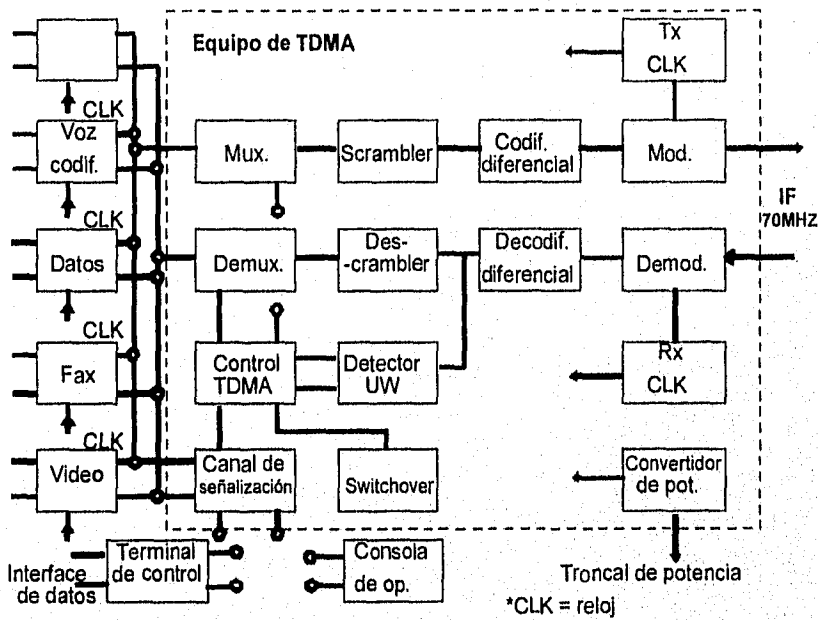 Equipo de TDMA
Tx
CLK
CLK
Voz
codif.
Mux.
Scrambler
Codif.
diferencial
Mod.
IF
70MHZ
CLK
Datos
Demux.
Des-
-crambler
Decodif.
diferencial
Demod.
CLK
Fax
Control
TDMA
Detector
UW
Rx
CLK
CLK
Video
Canal de
señalización
Switchover
Convertidor
de pot.
Interface
de datos
Terminal
de control
Consola
de op.
Troncal de potencia
*CLK = reloj